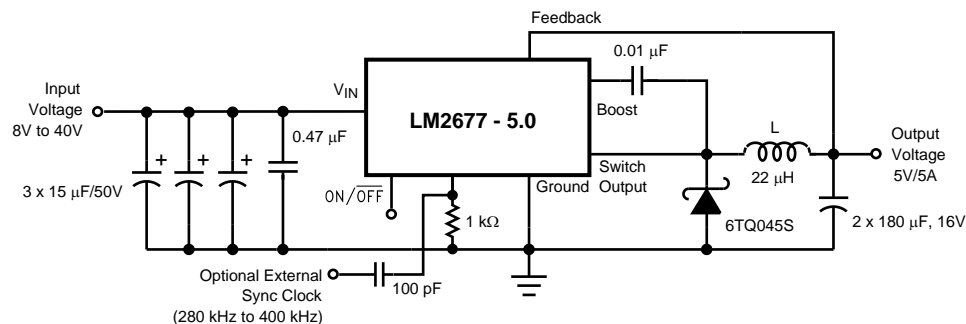 Feedback
0.01 μF
Input
Voltage
8V to 40V
VIN
Boost
LM2677 - 5.0
0.47 μF
L
Output
Voltage
5V/5A
Switch
Output
Ground
22 μH
3 x 15 μF/50V
ON/OFF
1 kΩ
6TQ045S
2 x 180 μF, 16V
Optional External
Sync Clock
(280 kHz to 400 kHz)
100 pF
+
+
+